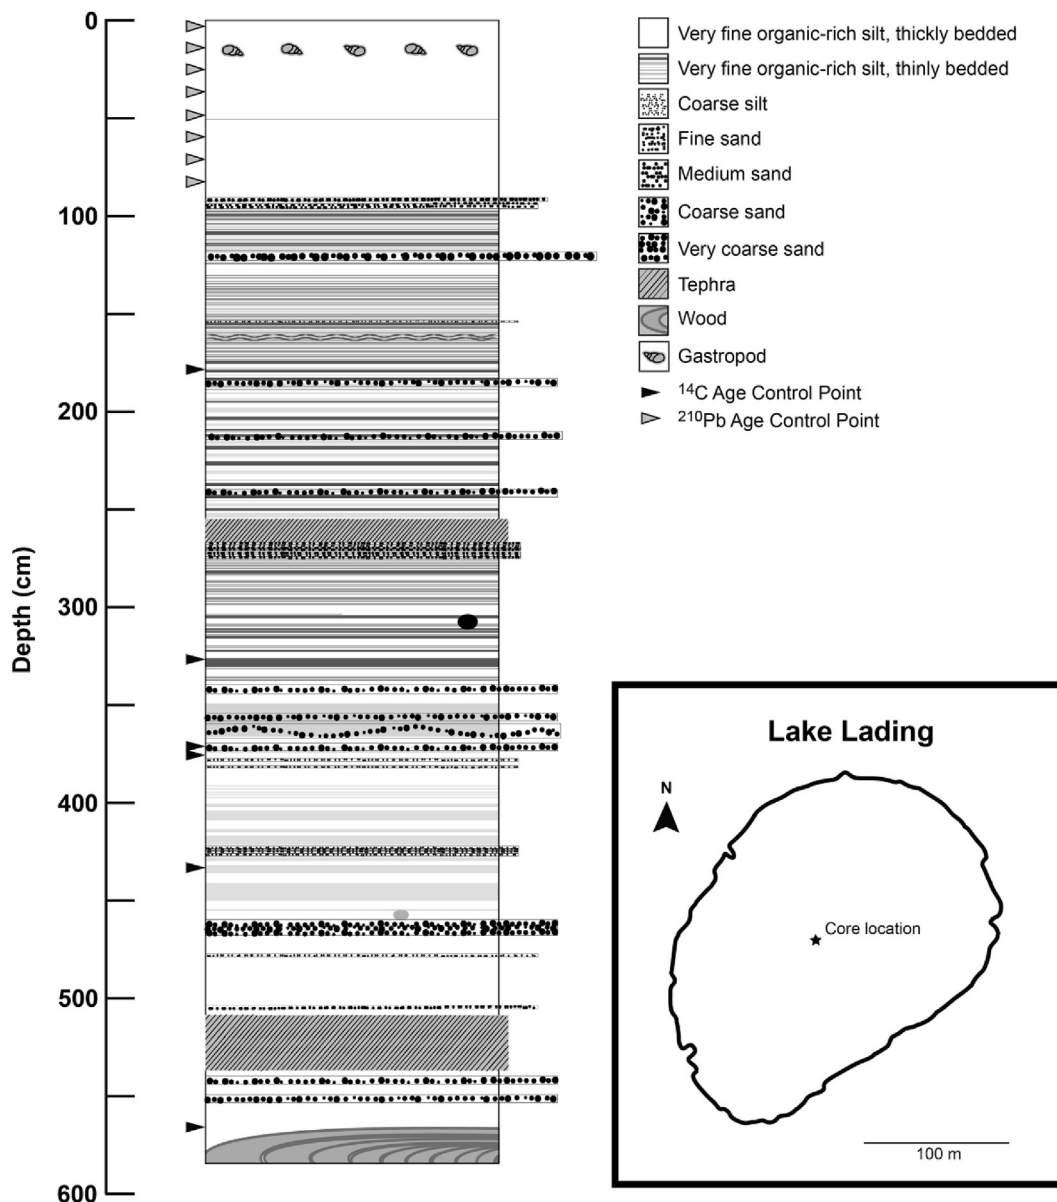 0
100
200
300
400
500
600
Depth (cm)
Very fine organic-rich silt, thickly bedded
Very fine organic-rich silt, thinly bedded
Coarse silt
Fine sand
Medium sand
Coarse sand
Very coarse sand
Tephra
Wood
Gastropod
14C Age Control Point
210Pb Age Control Point
Lake Lading
N
Core location
100 m